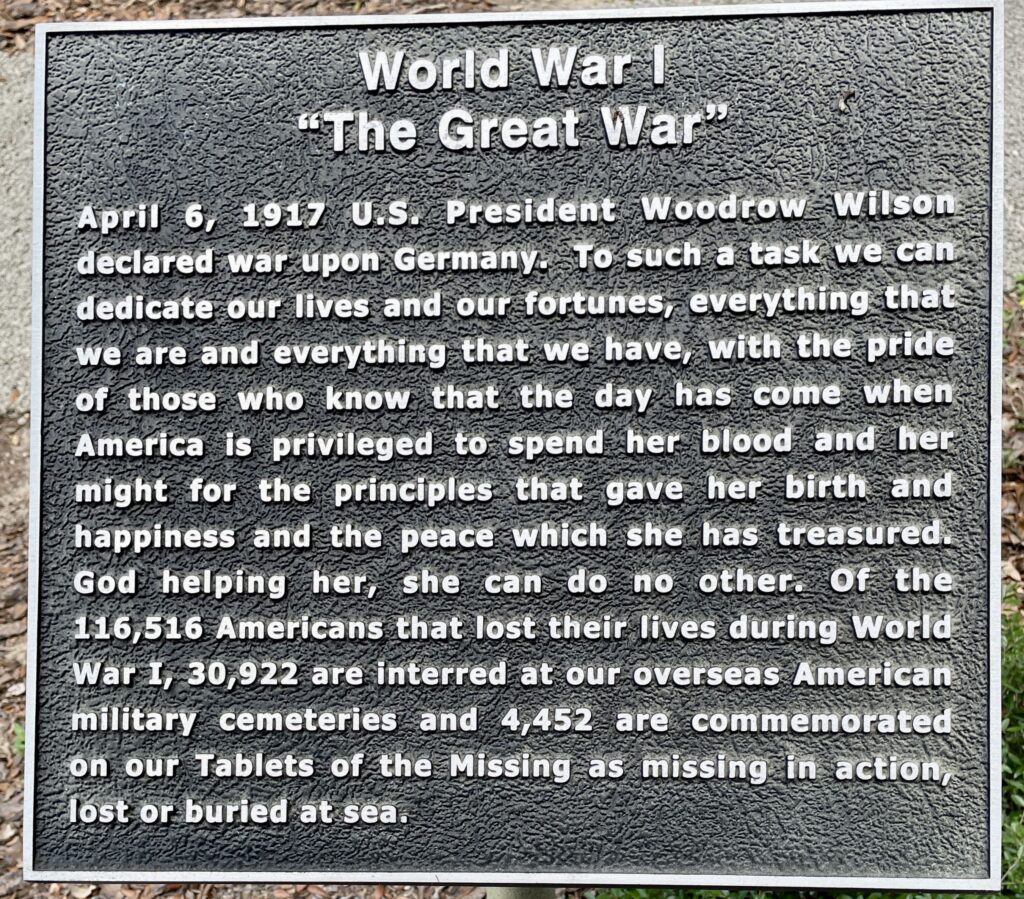 World War I
“The Great War”
April 6, 1917 U.S. President Woodrow Wilson
declared war upon Germany. To such a task we can
dedicate our lives and our fortunes, everything that
we are and everything that we have, with the pride
of those who know that the day has come when
America is privileged to spend her blood and her
might for the principles that gave her birth and
happiness and the peace which she has treasured.
God helping her, she can do no other. Of the
116,516 Americans that lost their lives during World
War I, 30,922 are interred at our overseas American
military cemeteries and 4,452 are commemorated
on our Tablets of the Missing as missing in action,
lost or buried at sea.